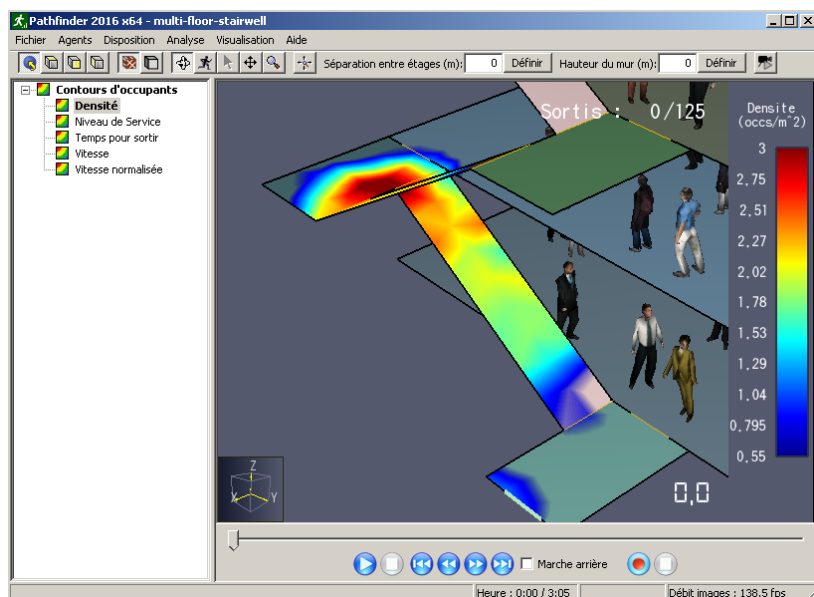 Pathfinder 2016 x64 - multi-floor-stairwell
Fichier Agents Disposition Analyse Visualisation Aide
Séparation entre étages (m): 0 Définir Hauteur du mur (m): 0 Définir
Contours d'occupants
Densité
Niveau de Service
Temps pour sortir
Vitesse
Vitesse normalisée
Sortis : 0/125
Densite
(occs/m^2)
3
2,75
2,51
2,27
2,02
1,78
1,53
1,29
1,04
0,795
0,55
Z
X
Y
0,0
Marche arrière
Heure : 0:00 / 3:05
Débit images : 138.5 fps